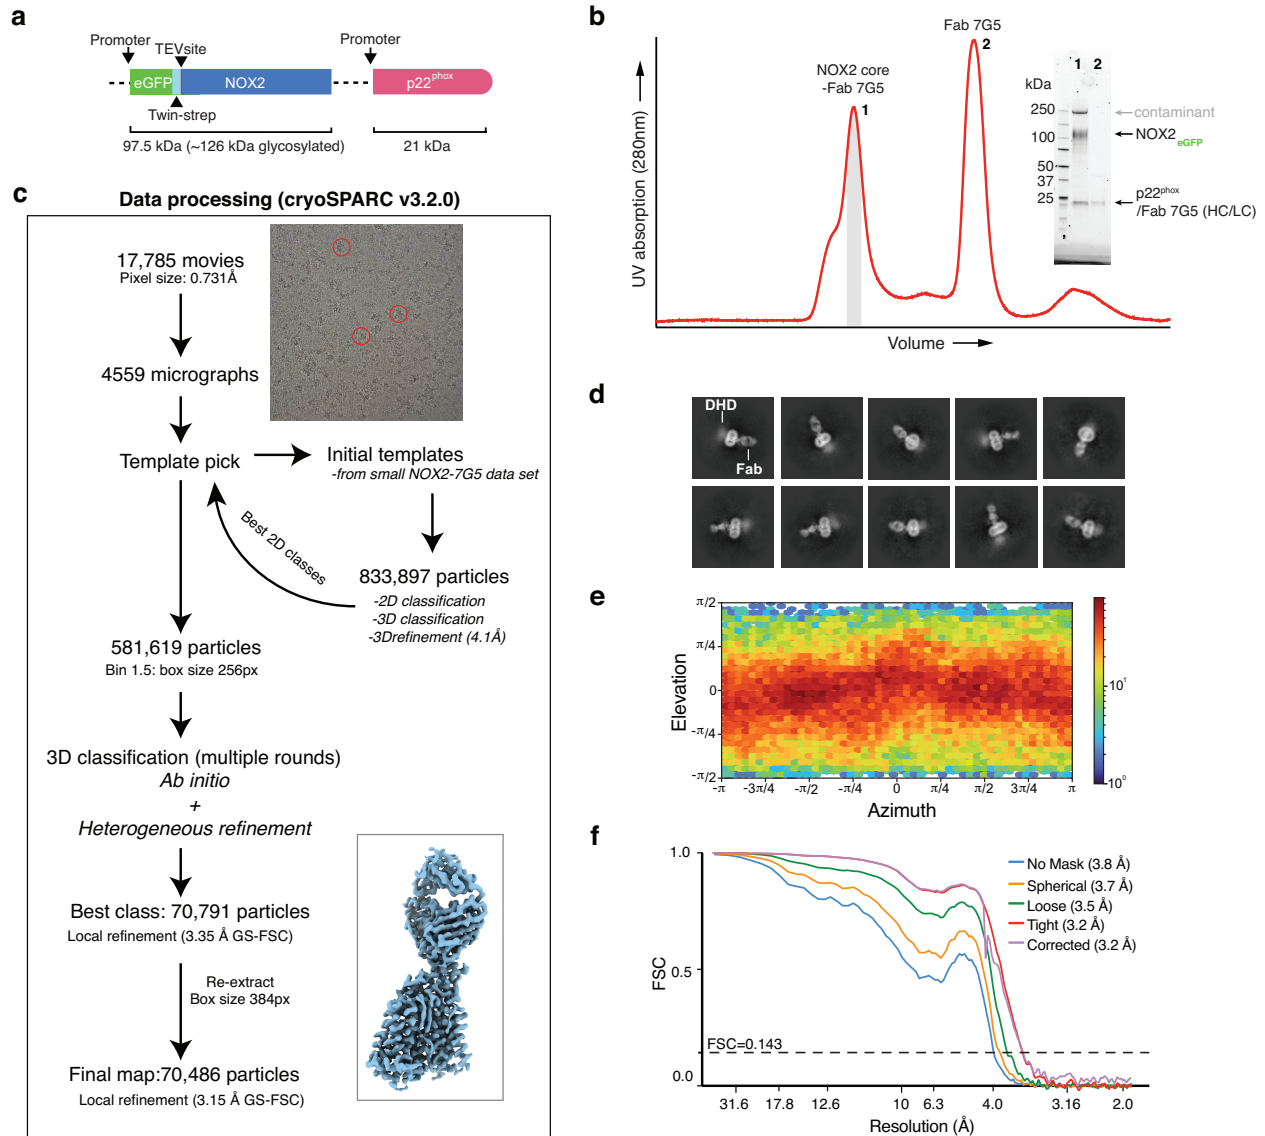 a
Promoter
TEVsite
Promoter
eGFP
NOX2
p22phox
Twin-strep
97.5 kDa (~126 kDa glycosylated)
21 kDa
b
UV absorption (280nm)
Volume
NOX2 core
-Fab 7G5
1
Fab 7G5
2
1 2
kDa
250
100
50
37
25
contaminant
NOX2 eGFP
p22phox
/Fab 7G5 (HC/LC)
c
Data processing (cryoSPARC v3.2.0)
17,785 movies
Pixel size: 0.731Å
4559 micrographs
Template pick
Initial templates
-from small NOX2-7G5 data set
Best 2D classes
833,897 particles
-2D classification
-3D classification
-3Drefinement (4.1Å)
581,619 particles
Bin 1.5: box size 256px
3D classification (multiple rounds)
Ab initio
+
Heterogeneous refinement
Best class: 70,791 particles
Local refinement (3.35 Å GS-FSC)
Re-extract
Box size 384px
Final map:70,486 particles
Local refinement (3.15 Å GS-FSC)
d
DHD
Fab
e
Elevation
π/2
π/4
0
-π/4
-π/2
-π -3π/4 -π/2 -π/4 0 π/4 π/2 3π/4 π
Azimuth
10¹
10⁰
f
FSC
1.0
0.5
0.0
FSC=0.143
No Mask (3.8 Å)
Spherical (3.7 Å)
Loose (3.5 Å)
Tight (3.2 Å)
Corrected (3.2 Å)
31.6 17.8 12.6 10 6.3 4.0 3.16 2.0
Resolution (Å)